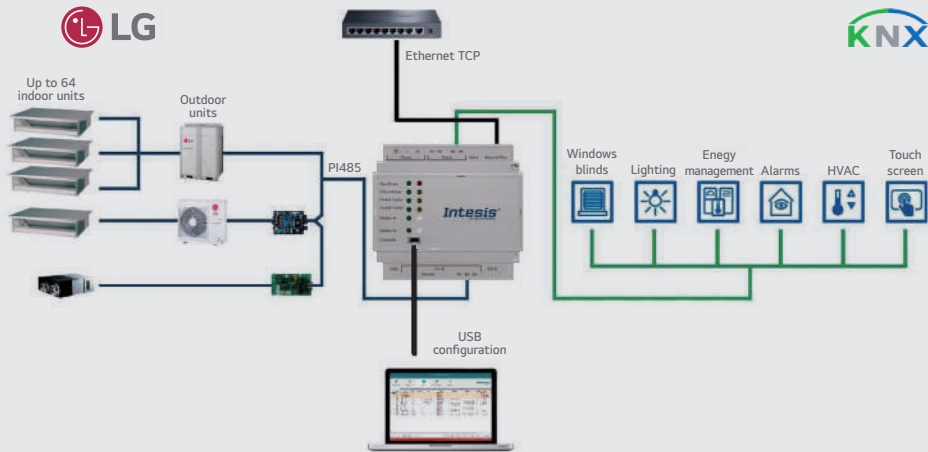 LG
KNX
Ethernet TCP
Up to 64
indoor units
Outdoor
units
PI485
Windows
blinds
Lighting
Enegy
management
Alarms
HVAC
Touch
screen
Intesis
USB
configuration